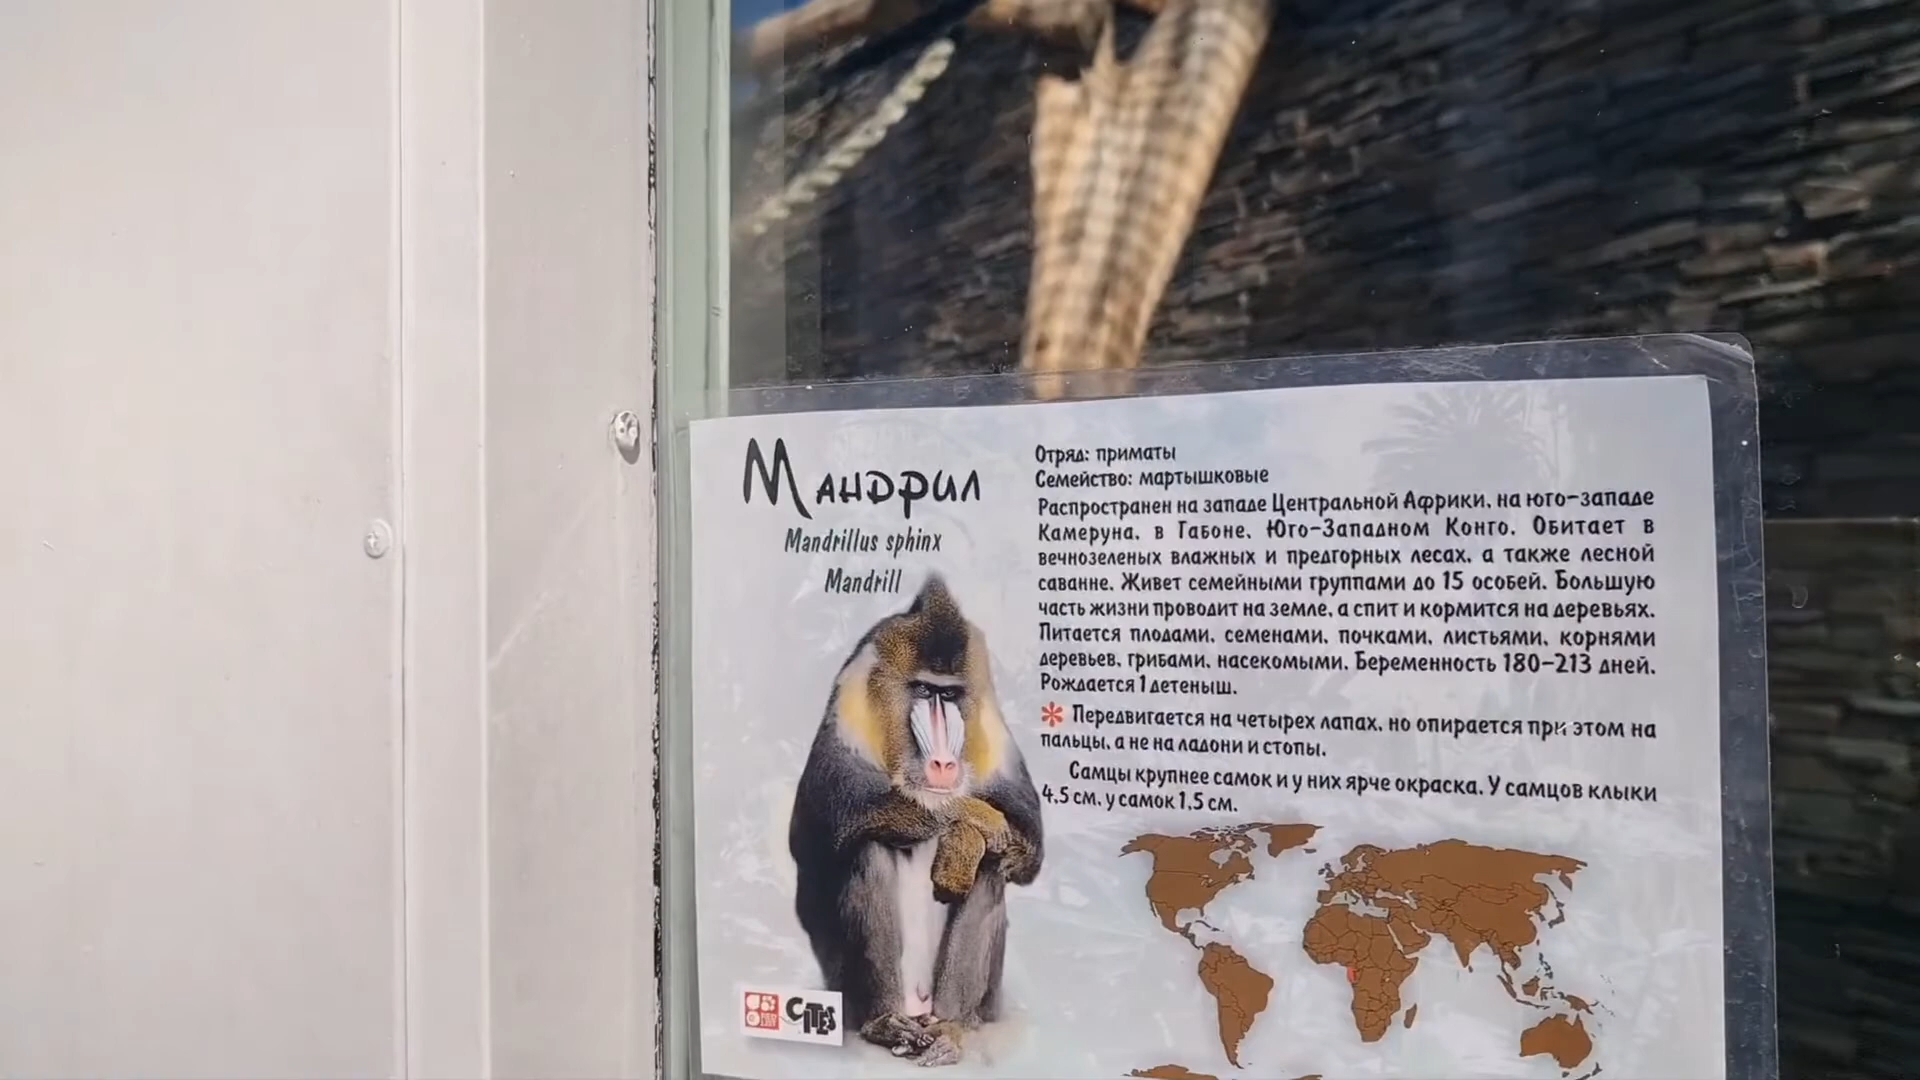 Мандрил
Mandrillus sphinx
Mandrill
Отряд: приматы
Семейство: мартышковые
Распространен на западе Центральной Африки, на юго-западе
Камеруна, в Габоне, Юго-Западном Конго. Обитает в
вечнозеленых влажных и предгорных лесах, а также лесной
саванне. Живет семейными группами до 15 особей. Большую
часть жизни проводит на земле, а спит и кормится на деревьях.
Питается плодами, семенами, почками, листьями, корнями
деревьев, грибами, насекомыми. Беременность 180-213 дней.
Рождается 1 детеныш.
* Передвигается на четырех лапах, но опирается при этом на
пальцы, а не на ладони и стопы.
Самцы крупнее самок и у них ярче окраска. У самцов клыки
4,5 см, у самок 1,5 см.
CITES